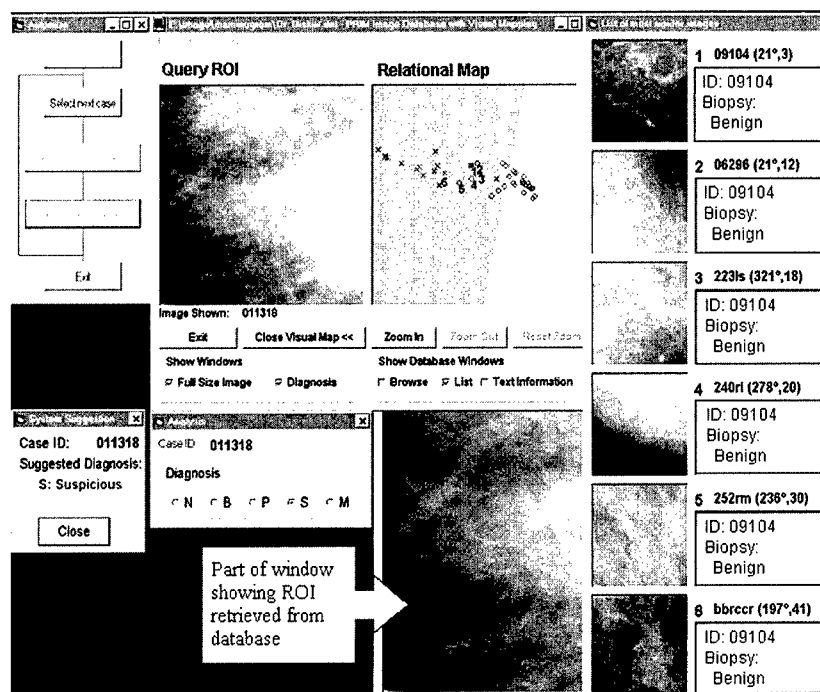 Query ROI
Relational Map
Select next case
Exit
Image Shown: 011318
Exit
Close Visual Map <<
Zoom In
Zoom Out
Reset Zoom
Show Windows
Full Size Image
Diagnosis
Show Database Windows
Browse
List
Text Information
Case ID: 011318
Suggested Diagnosis:
S: Suspicious
Close
Case ID 011318
Diagnosis
N B P S M
Part of window
showing ROI
retrieved from
database
1 09104 (21°,3)
ID: 09104
Biopsy:
Benign
2 06286 (21°,12)
ID: 09104
Biopsy:
Benign
3 223ls (321°,18)
ID: 09104
Biopsy:
Benign
4 240rl (278°,20)
ID: 09104
Biopsy:
Benign
5 252rm (236°,30)
ID: 09104
Biopsy:
Benign
6 bbrccr (197°,41)
ID: 09104
Biopsy:
Benign